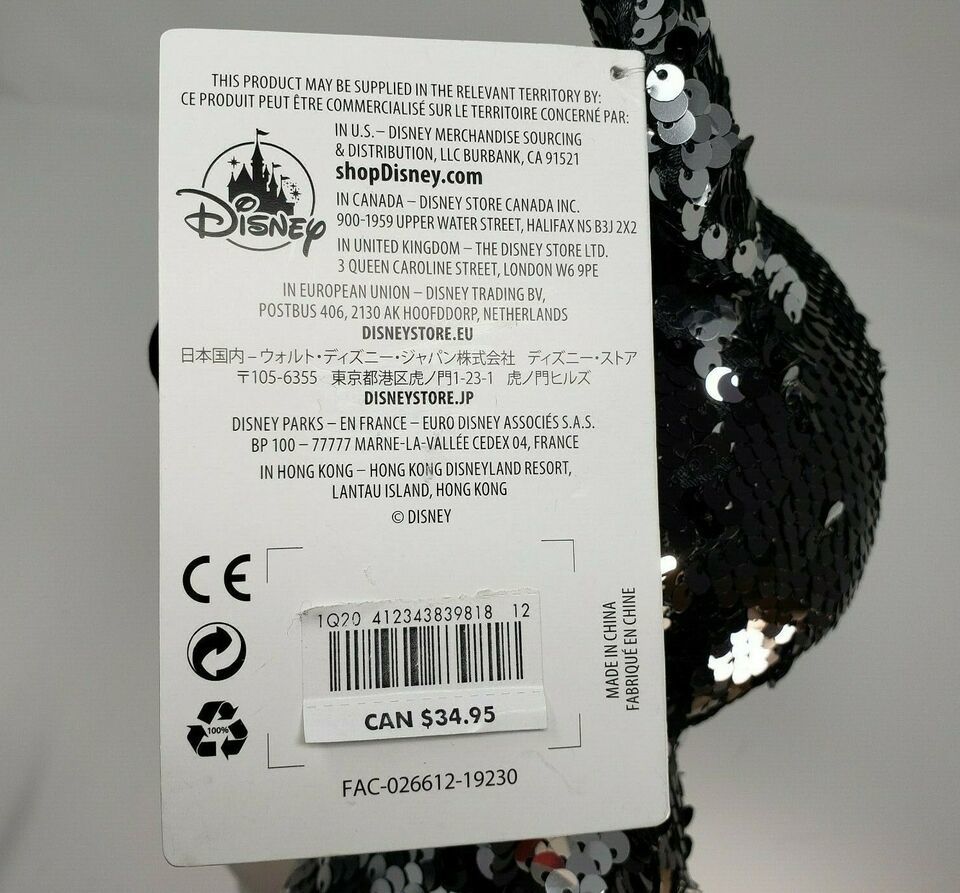 THIS PRODUCT MAY BE SUPPLIED IN THE RELEVANT TERRITORY BY:
CE PRODUIT PEUT ÊTRE COMMERCIALISÉ SUR LE TERRITOIRE CONCERNÉ PAR:
Disney
IN U.S. – DISNEY MERCHANDISE SOURCING
& DISTRIBUTION, LLC BURBANK, CA 91521
shopDisney.com
IN CANADA – DISNEY STORE CANADA INC.
900-1959 UPPER WATER STREET, HALIFAX NS B3J 2X2
IN UNITED KINGDOM – THE DISNEY STORE LTD.
3 QUEEN CAROLINE STREET, LONDON W6 9PE
IN EUROPEAN UNION – DISNEY TRADING BV,
POSTBUS 406, 2130 AK HOOFDDORP, NETHERLANDS
DISNEYSTORE.EU
日本国内 – ウォルト・ディズニー・ジャパン株式会社 ディズニー・ストア
〒105-6355 東京都港区虎ノ門1-23-1 虎ノ門ヒルズ
DISNEYSTORE.JP
DISNEY PARKS – EN FRANCE – EURO DISNEY ASSOCIÉS S.A.S.
BP 100 – 77777 MARNE-LA-VALLÉE CEDEX 04, FRANCE
IN HONG KONG – HONG KONG DISNEYLAND RESORT,
LANTAU ISLAND, HONG KONG
© DISNEY
CE
100%
1Q20 412343839818 12
CAN $34.95
MADE IN CHINA
FABRIQUÉ EN CHINE
FAC-026612-19230